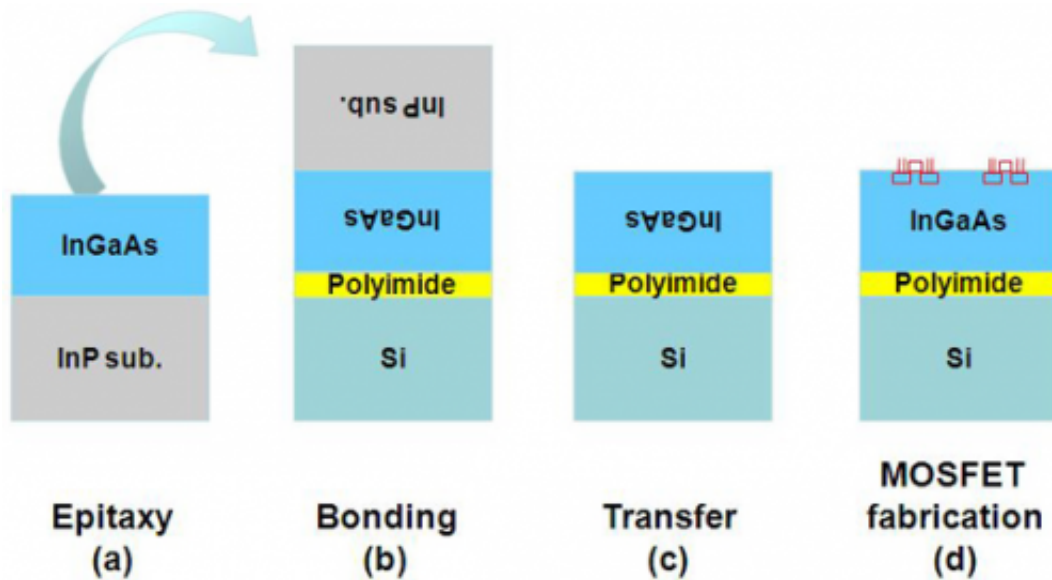 InGaAs
InP sub.
Epitaxy
(a)
InP sub.
InGaAs
Polyimide
Si
Bonding
(b)
InGaAs
Polyimide
Si
Transfer
(c)
InGaAs
Polyimide
Si
MOSFET
fabrication
(d)